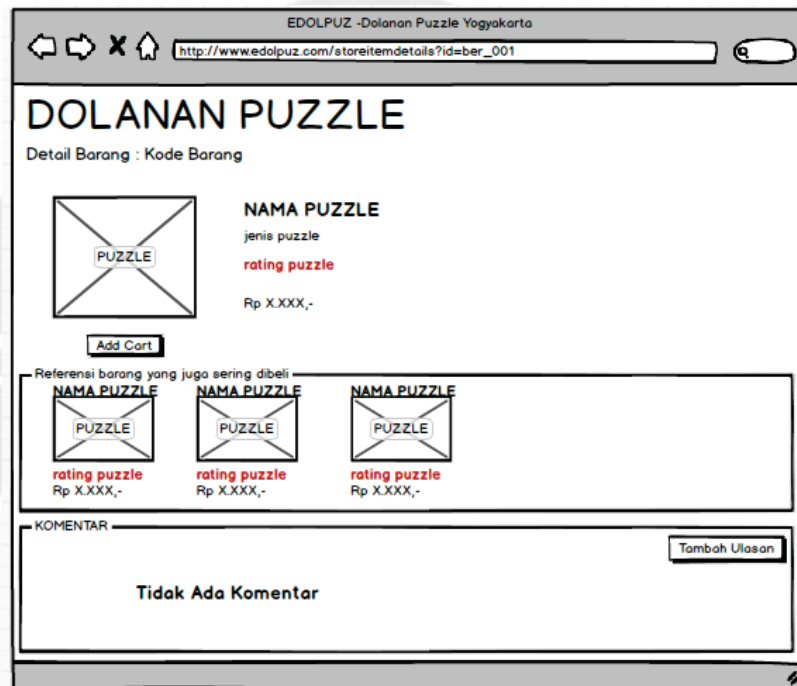 EDOLPUZ -Dolanan Puzzle Yogyakarta
http://www.edolpuz.com/storeitemdetails?id=ber_001
DOLANAN PUZZLE
Detail Barang : Kode Barang
NAMA PUZZLE
jenis puzzle
PUZZLE
rating puzzle
Rp X.XXX,-
Add Cart
Referensi barang yang juga sering dibeli
NAMA PUZZLE NAMA PUZZLE NAMA PUZZLE
PUZZLE PUZZLE PUZZLE
rating puzzle rating puzzle rating puzzle
Rp X.XXX,- Rp X.XXX,- Rp X.XXX,-
KOMENTAR
Tambah Ulasan
Tidak Ada Komentar